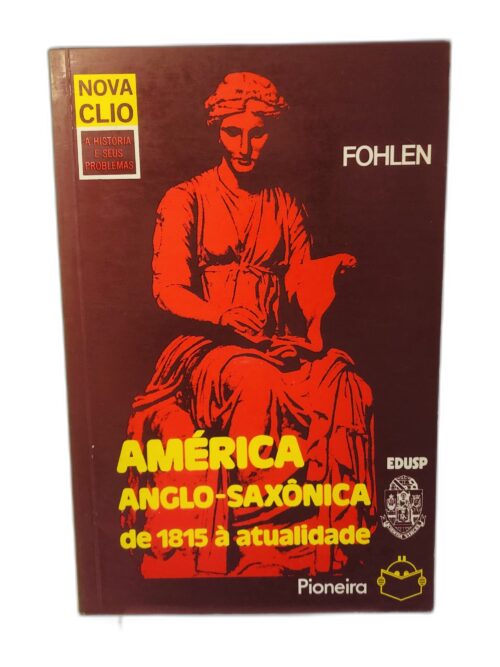 NOVA
CLIO
A HISTÓRIA
E SEUS
PROBLEMAS
FOHLEN
AMÉRICA
ANGLO-SAXÔNICA
de 1815 à atualidade
EDUSP
Pioneira